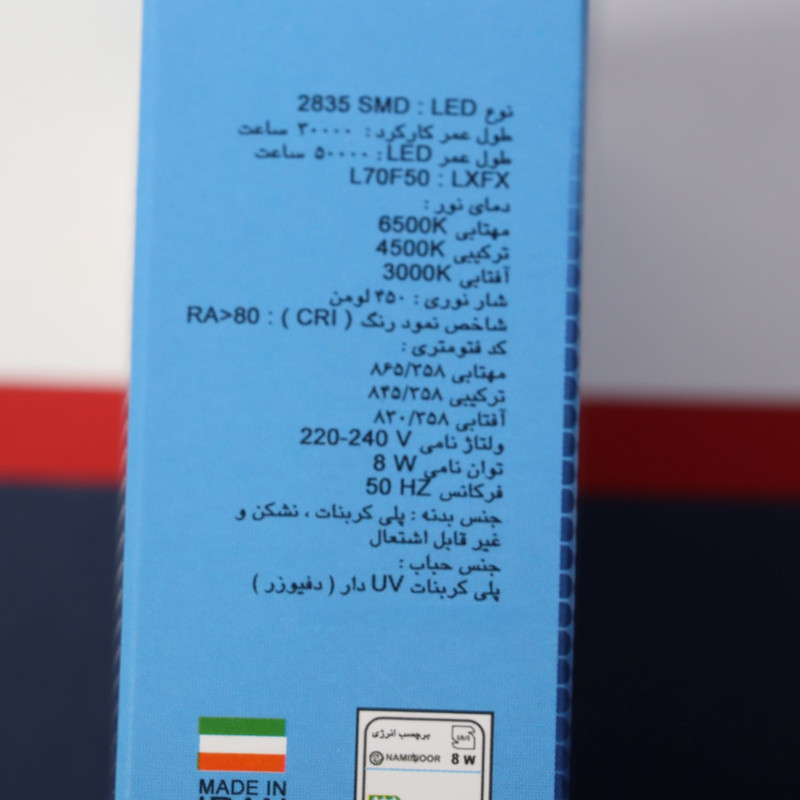 نوع LED : 2835 SMD
طول عمر کارکرد : ۳۰۰۰۰ ساعت
طول عمر LED : ۵۰۰۰۰ ساعت
L70F50 : LXFX
دمای نور :
مهتابی 6500K
ترکیبی 4500K
آفتابی 3000K
شار نوری : ۴۵۰ لومن
شاخص نمود رنگ ( CRI ) : RA>80
کد فتومتری :
مهتابی ۸۶۵/۳۵۸
ترکیبی ۸۴۵/۳۵۸
آفتابی ۸۳۰/۳۵۸
ولتاژ نامی 220-240 V
توان نامی 8 W
فرکانس 50 HZ
جنس بدنه : پلی کربنات ، نشکن و
غیر قابل اشتعال
جنس حباب :
پلی کربنات UV دار ( دفیوزر )
برچسب انرژی
NAMINOOR 8 W
MADE IN
IRAN